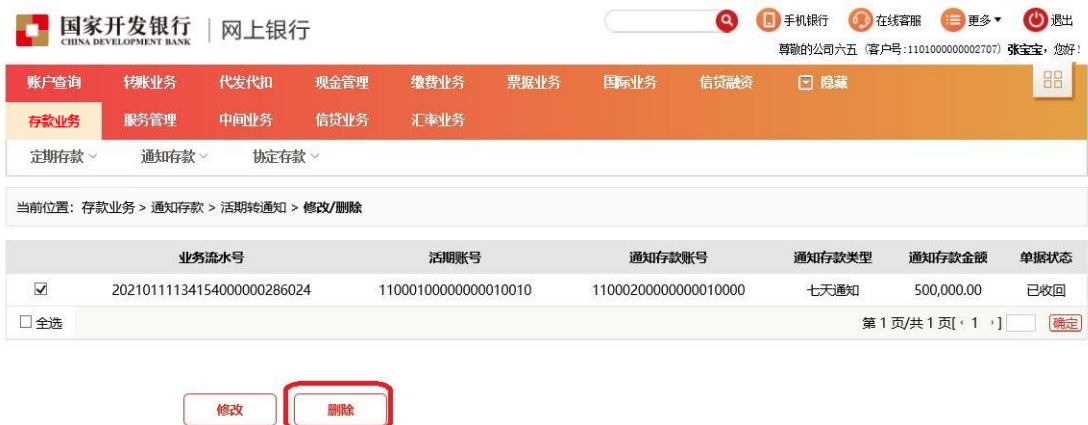 国家开发银行
CHINA DEVELOPMENT BANK
网上银行
手机银行 在线客服 更多 退出
尊敬的公司六五（客户号:1101000000002707）张宝宝，您好！
账户查询 转账业务 代发代扣 现金管理 缴费业务 票据业务 国际业务 信贷融资 隐藏
存款业务 服务管理 中间业务 信贷业务 汇率业务
定期存款 通知存款 协定存款
当前位置：存款业务 > 通知存款 > 活期转通知 > 修改/删除
业务流水号 活期账号 通知存款账号 通知存款类型 通知存款金额 单据状态
20210111134154000000286024 11000100000000010010 11000200000000010000 七天通知 500,000.00 已收回
全选 第 1 页/共 1 页[ 1 ] 确定
修改 删除